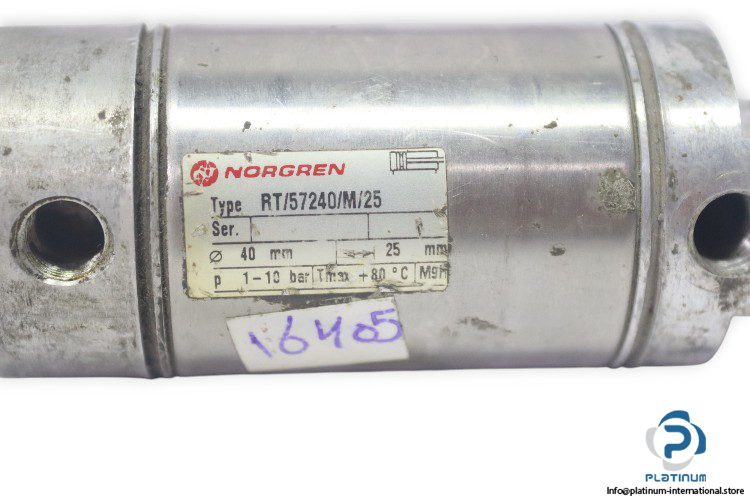 NORGREN
Type RT/57240/M/25
Ser.
ø 40 mm 25 mm
p 1-10 bar Tmax +80 °C
16405
PLATINUM
Info@platinum-international.store